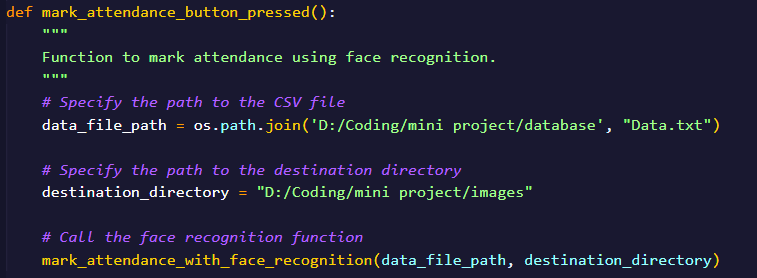 def mark_attendance_button_pressed():
    """
    Function to mark attendance using face recognition.
    """
    # Specify the path to the CSV file
    data_file_path = os.path.join('D:/Coding/mini project/database', "Data.txt")

    # Specify the path to the destination directory
    destination_directory = "D:/Coding/mini project/images"

    # Call the face recognition function
    mark_attendance_with_face_recognition(data_file_path, destination_directory)